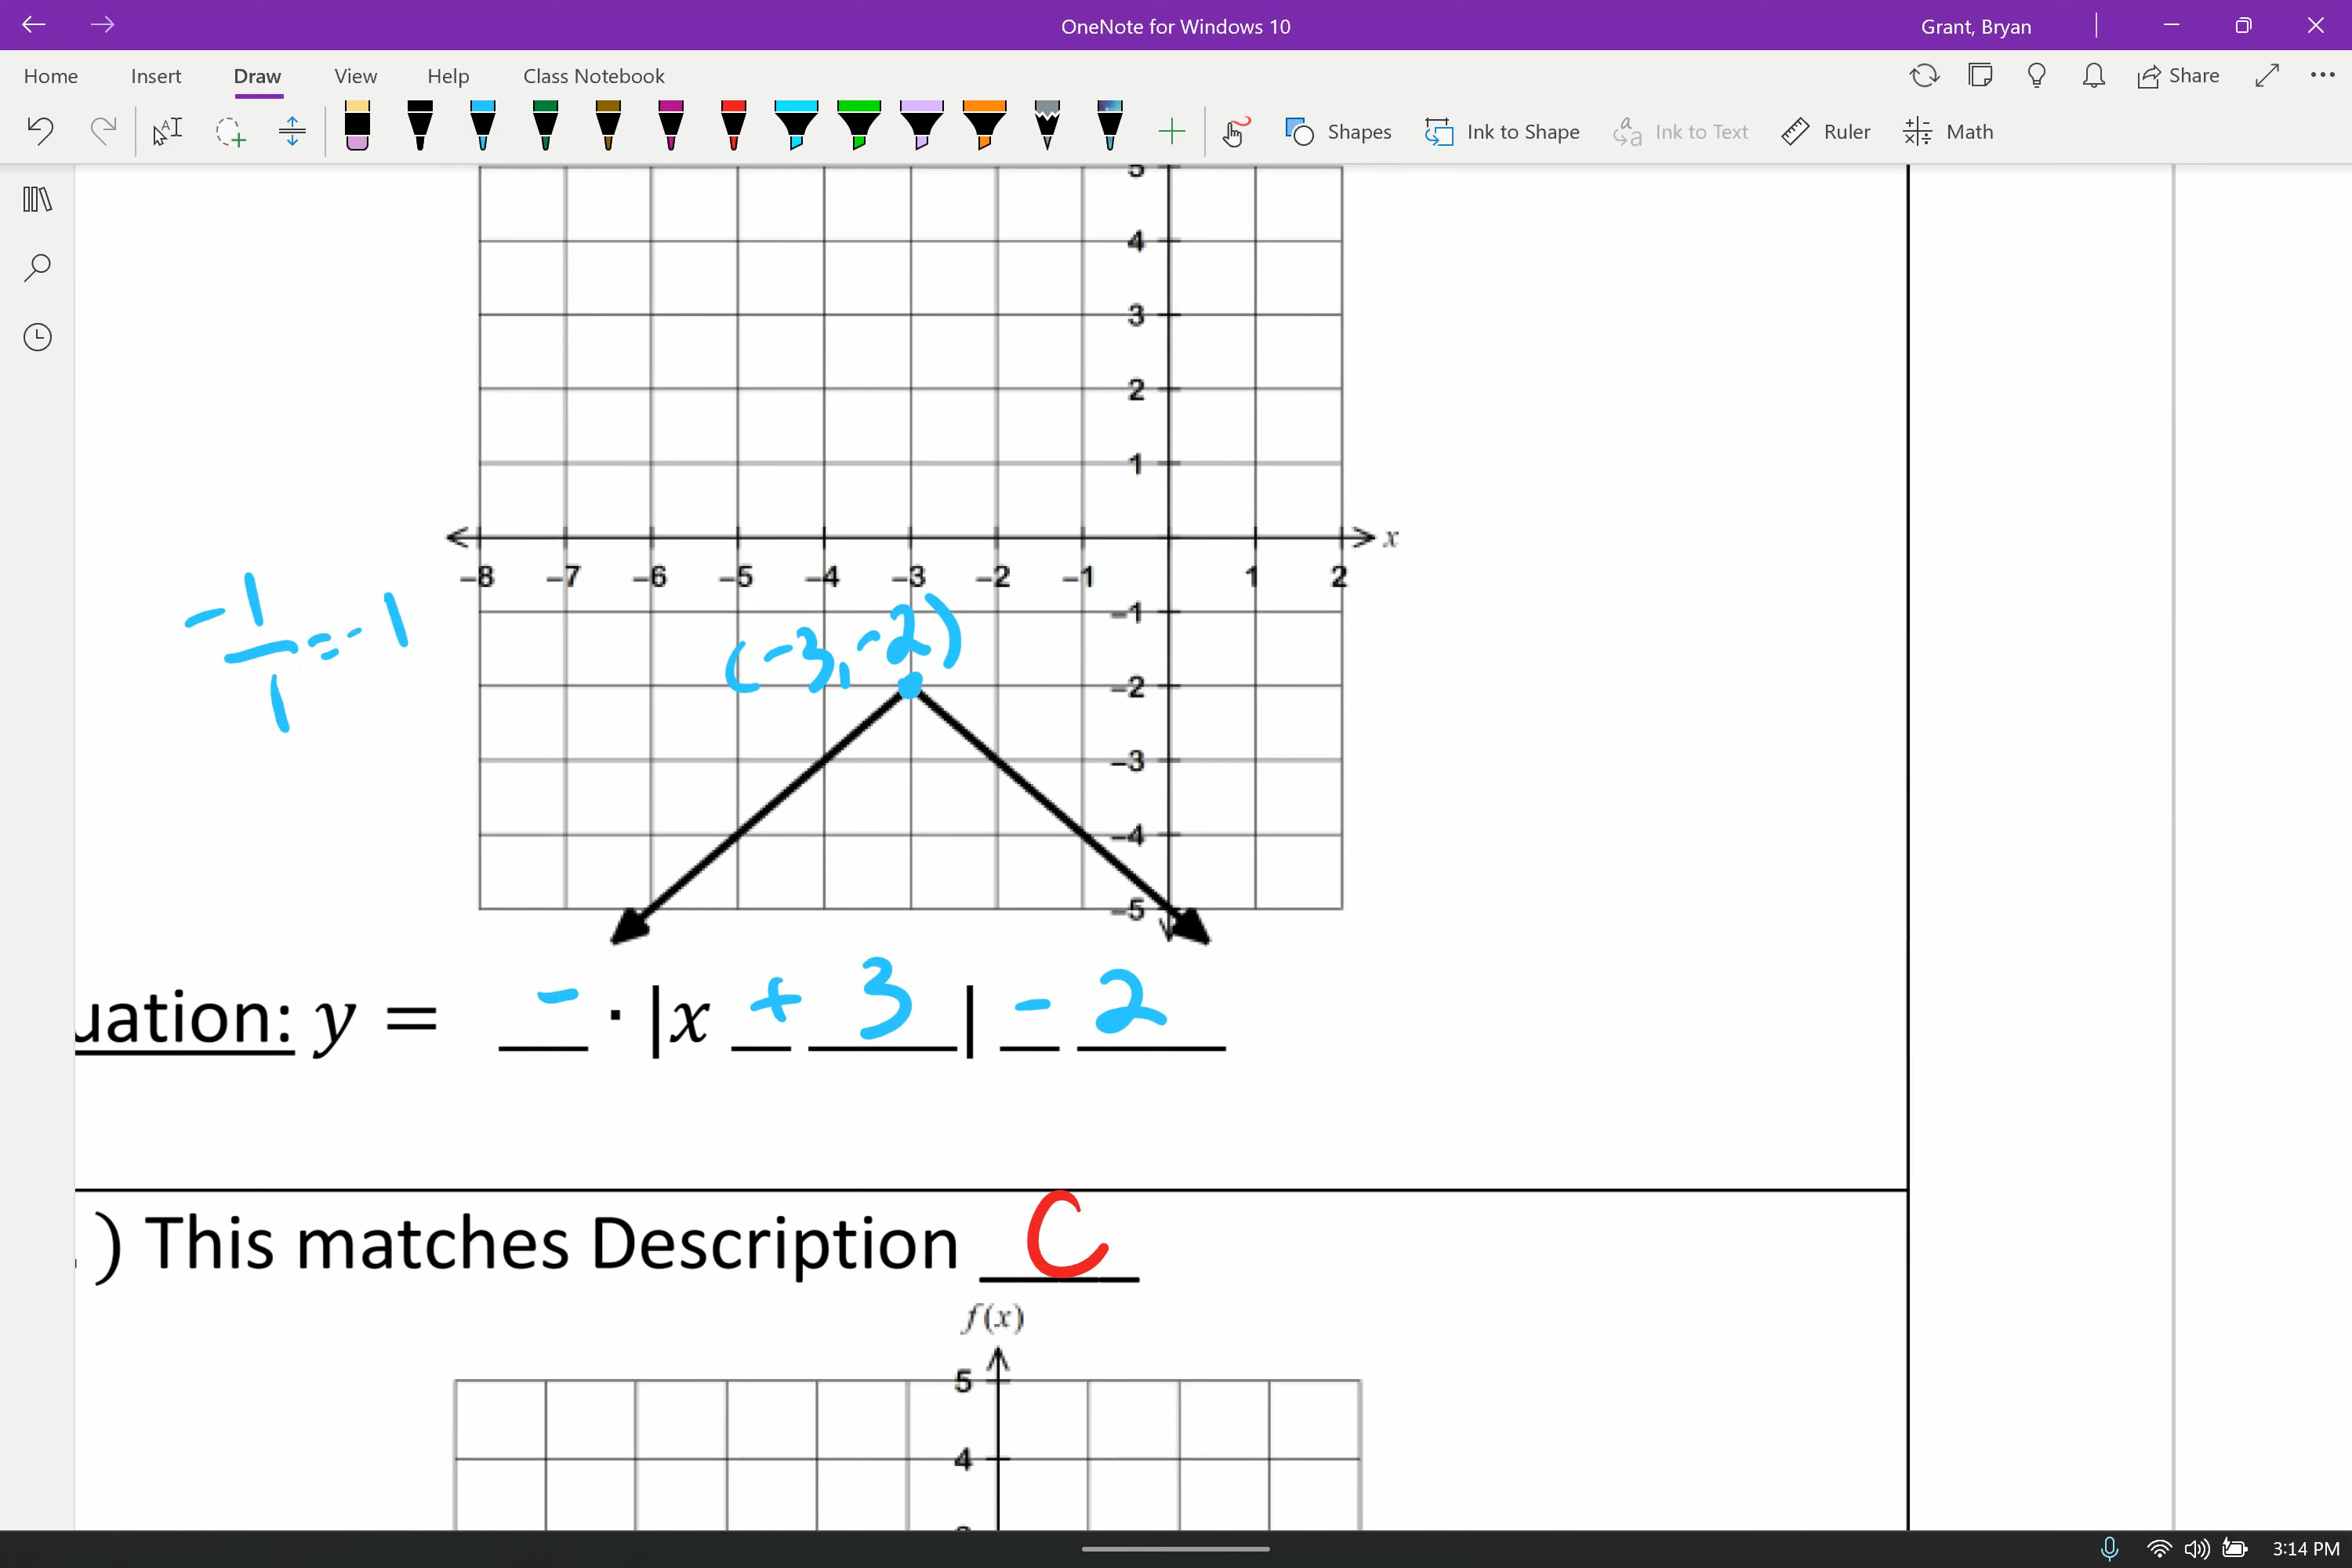 OneNote for Windows 10 Grant, Bryan
Home Insert Draw View Help Class Notebook Share
Shapes Ink to Shape Ink to Text Ruler Math
5
4
3
2
1
x
–8 –7 –6 –5 –4 –3 –2 –1 1 2
–1
-1/1 = -1
(-3, -2)
–2
–3
–4
–5
uation: y = - · |x + 3| - 2
) This matches Description C
f(x)
5
4
3:14 PM